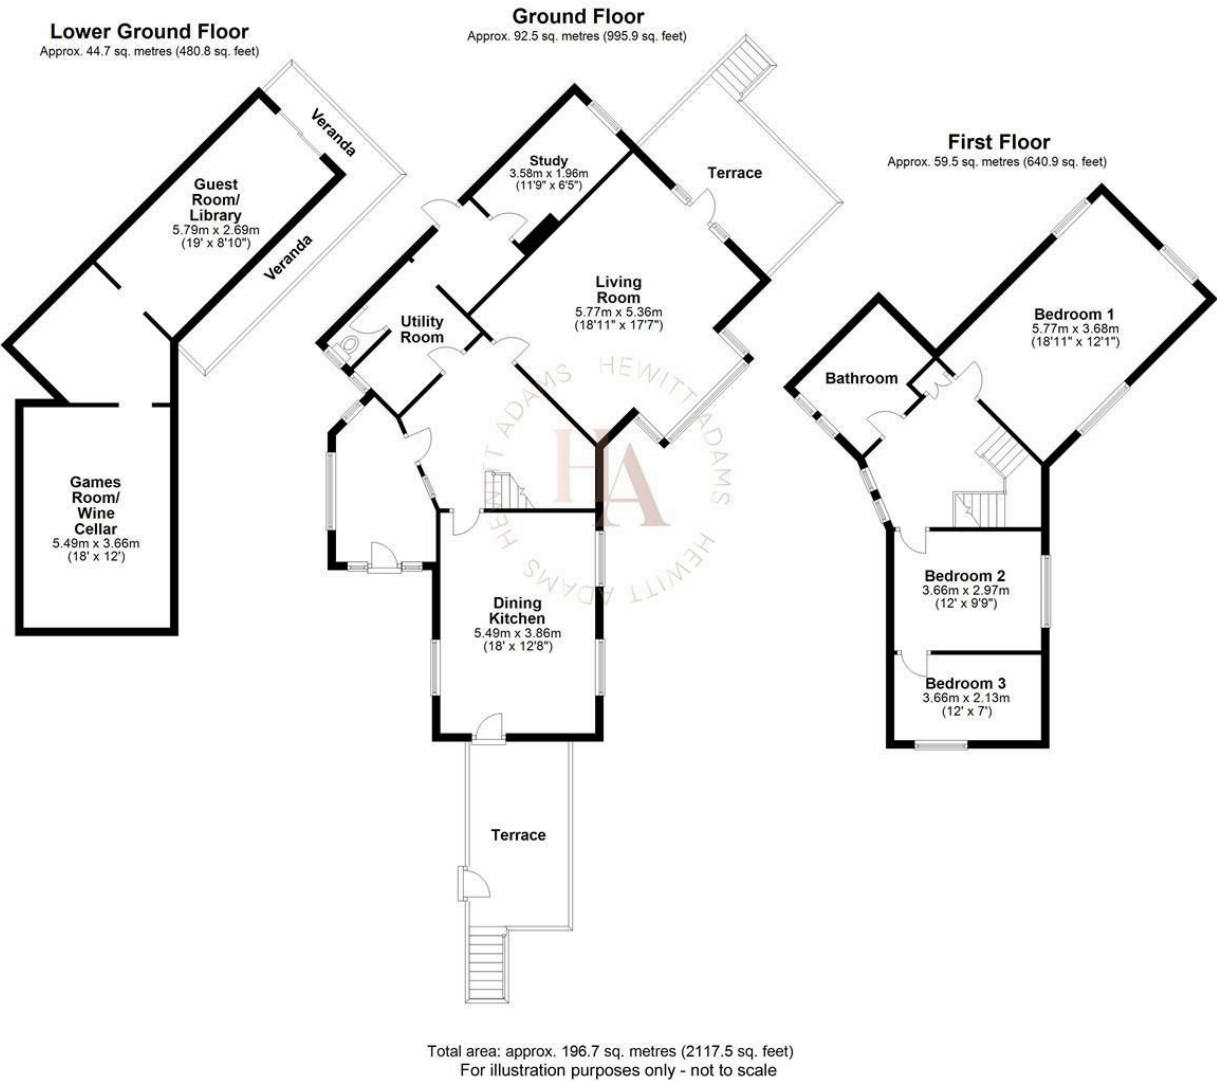 Lower Ground Floor
Approx. 44.7 sq. metres (480.8 sq. feet)
Veranda
Guest
Room/
Library
5.79m x 2.69m
(19' x 8'10")
Veranda
Games
Room/
Wine
Cellar
5.49m x 3.66m
(18' x 12')
Ground Floor
Approx. 92.5 sq. metres (995.9 sq. feet)
Study
3.58m x 1.96m
(11'9" x 6'5")
Terrace
Living
Room
5.77m x 5.36m
(18'11" x 17'7")
Utility
Room
Dining
Kitchen
5.49m x 3.86m
(18' x 12'8")
Terrace
First Floor
Approx. 59.5 sq. metres (640.9 sq. feet)
Bedroom 1
5.77m x 3.68m
(18'11" x 12'1")
Bathroom
Bedroom 2
3.66m x 2.97m
(12' x 9'9")
Bedroom 3
3.66m x 2.13m
(12' x 7')
HEWITT ADAMS HEWITT ADAMS HEWITT ADAMS
HA
Total area: approx. 196.7 sq. metres (2117.5 sq. feet)
For illustration purposes only - not to scale